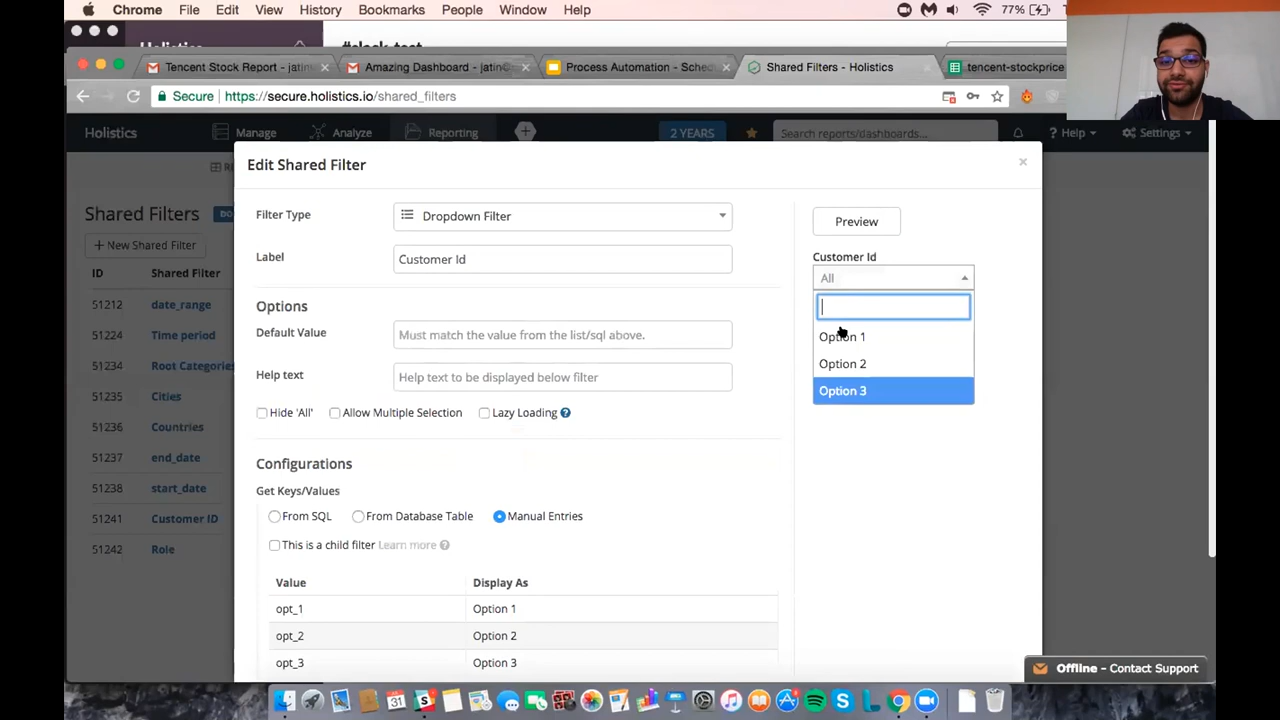 Chrome File Edit View History Bookmarks People Window Help 77%
Holistics
#slack-test
Tencent Stock Report - jatin
Amazing Dashboard - jatin@
Process Automation - Sched
Shared Filters - Holistics
tencent-stockprice
Secure https://secure.holistics.io/shared_filters
Holistics Manage Analyze Reporting 2 YEARS Search reports/dashboards... Help Settings
Edit Shared Filter
Shared Filters
+ New Shared Filter
ID Shared Filter
51212 date_range
51224 Time period
51234 Root Categories
51235 Cities
51236 Countries
51237 end_date
51238 start_date
51241 Customer ID
51242 Role
Filter Type Dropdown Filter
Label Customer Id
Options
Default Value Must match the value from the list/sql above.
Help text Help text to be displayed below filter
Hide 'All' Allow Multiple Selection Lazy Loading ?
Configurations
Get Keys/Values
From SQL From Database Table Manual Entries
This is a child filter Learn more ?
Value Display As
opt_1 Option 1
opt_2 Option 2
opt_3 Option 3
Preview
Customer Id
All
Option 1
Option 2
Option 3
Offline - Contact Support
31